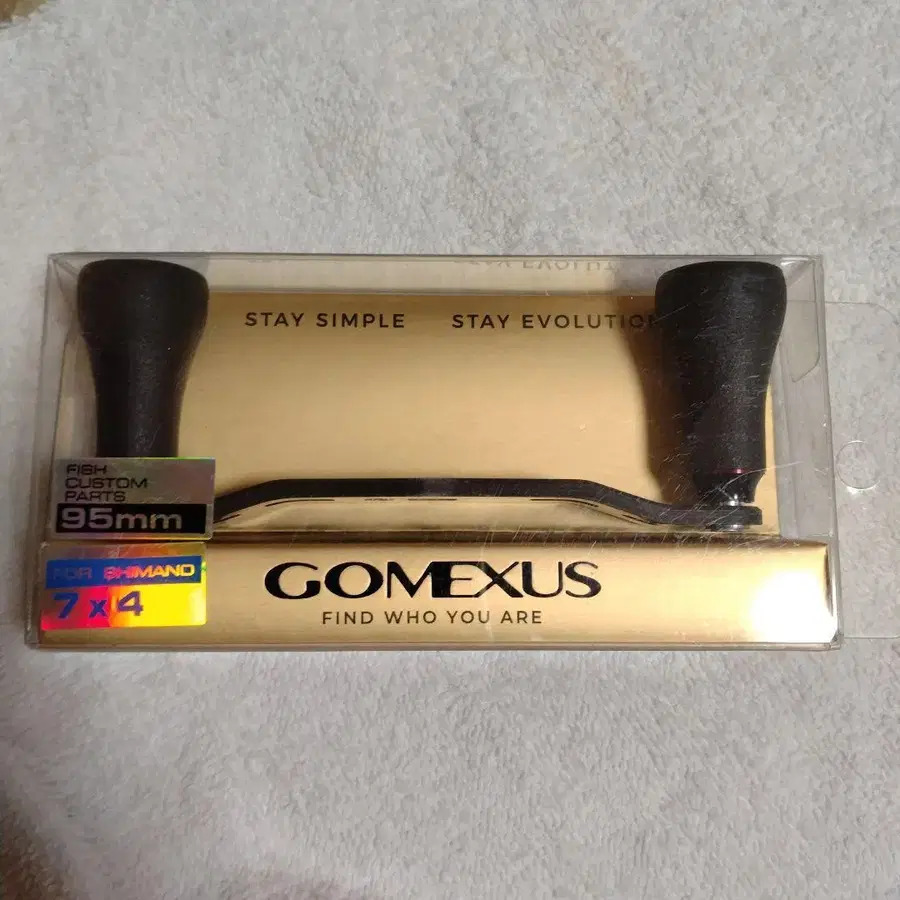 STAY SIMPLE STAY EVOLUTION
FISH
CUSTOM
PARTS
95mm
FOR SHIMANO
7 x 4
GOMEXUS
FIND WHO YOU ARE